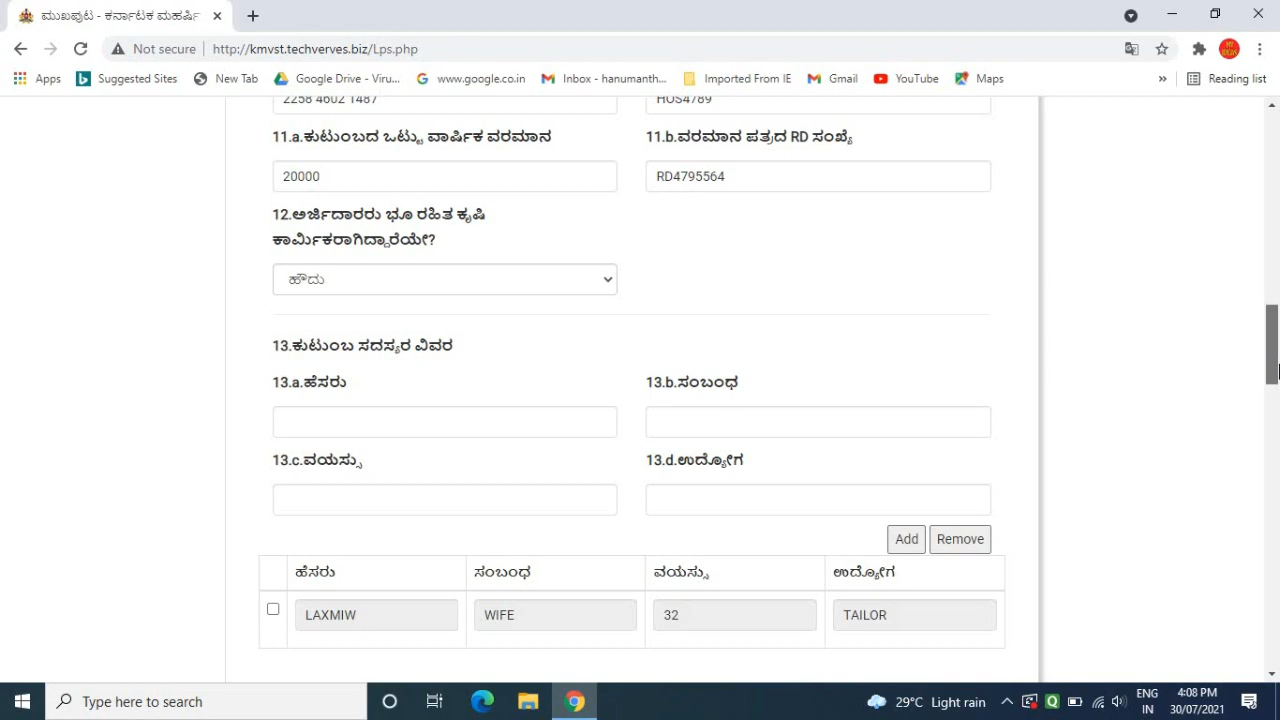 ಮುಖಪುಟ - ಕರ್ನಾಟಕ ಮಹರ್ಷಿ
Not secure http://kmvst.techverves.biz/Lps.php
Apps Suggested Sites New Tab Google Drive - Viru... www.google.co.in Inbox - hanumanth... Imported From IE Gmail YouTube Maps » Reading list
2258 4602 1487 HOS4789
11.a.ಕುಟುಂಬದ ಒಟ್ಟು ವಾರ್ಷಿಕ ವರಮಾನ 11.b.ವರಮಾನ ಪತ್ರದ RD ಸಂಖ್ಯೆ
20000 RD4795564
12.ಅರ್ಜಿದಾರರು ಭೂ ರಹಿತ ಕೃಷಿ
ಕಾರ್ಮಿಕರಾಗಿದ್ದಾರೆಯೇ?
ಹೌದು
13.ಕುಟುಂಬ ಸದಸ್ಯರ ವಿವರ
13.a.ಹೆಸರು 13.b.ಸಂಬಂಧ
13.c.ವಯಸ್ಸು 13.d.ಉದ್ಯೋಗ
Add Remove
ಹೆಸರು ಸಂಬಂಧ ವಯಸ್ಸು ಉದ್ಯೋಗ
LAXMIW WIFE 32 TAILOR
Type here to search 29°C Light rain ENG IN 4:08 PM 30/07/2021